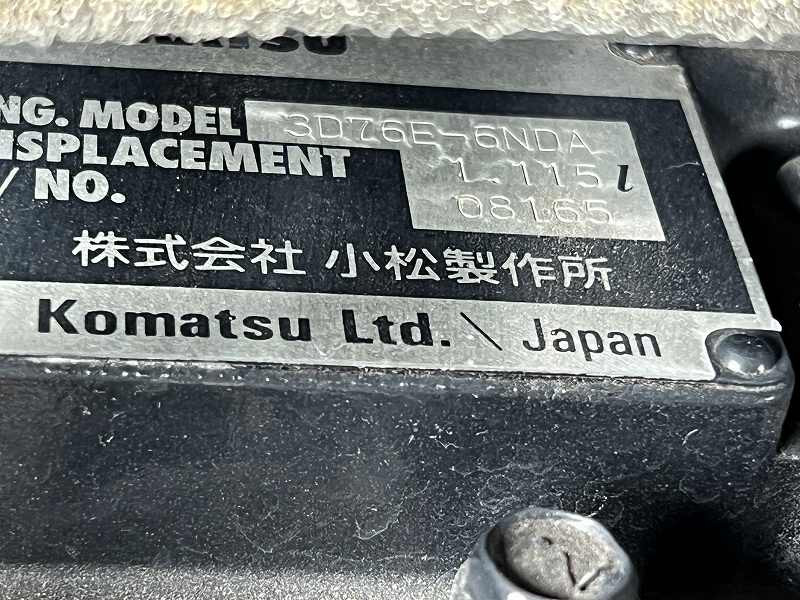 MATSU
NG. MODEL 3D76E-6NDA
ISPLACEMENT 1.115 l
/ NO. 08165
株式会社 小松製作所
Komatsu Ltd. \ Japan